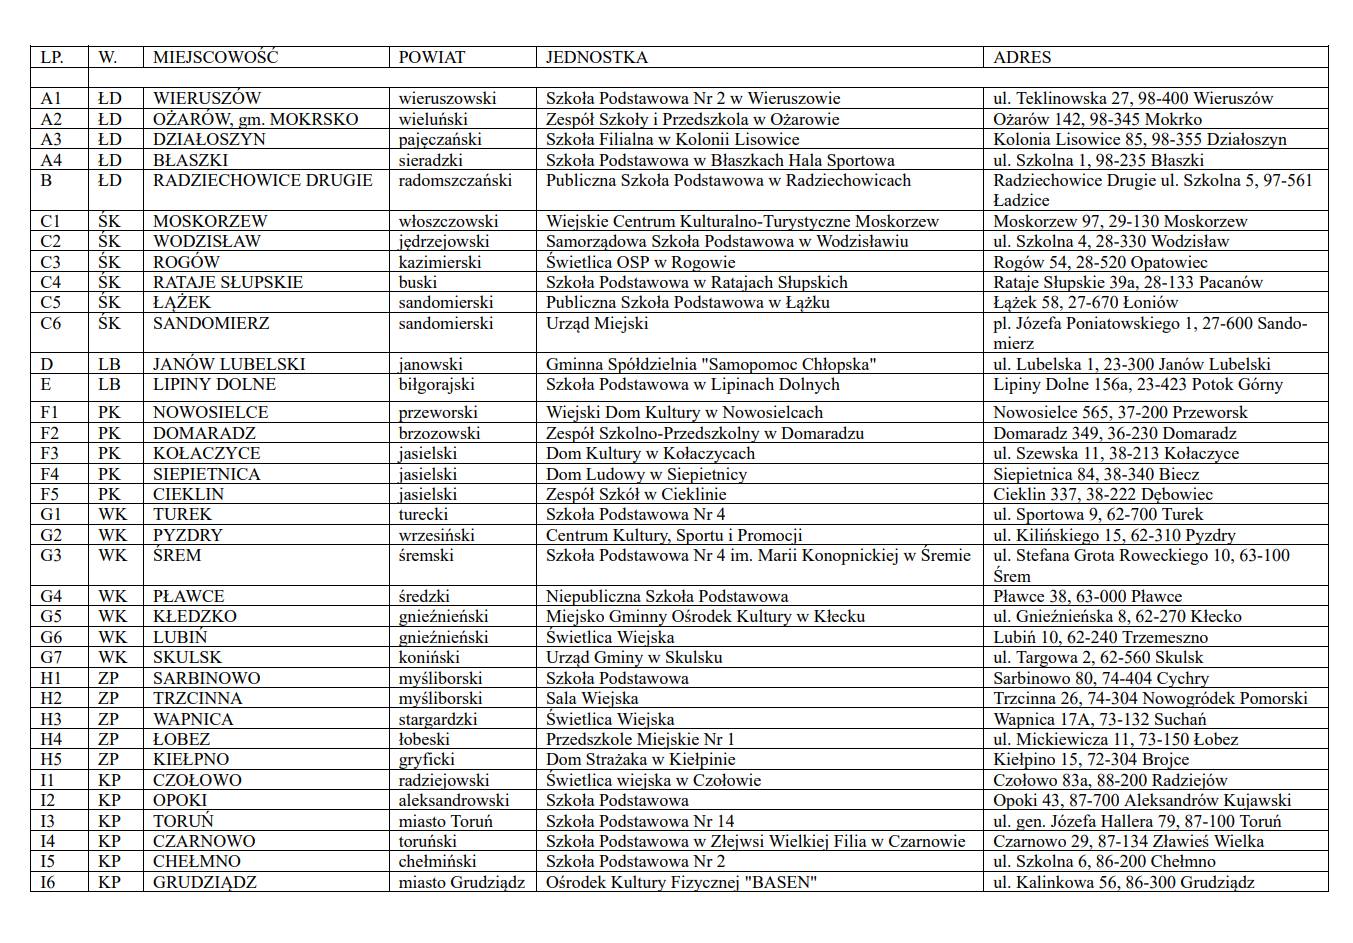 LP. W. MIEJSCOWOŚĆ POWIAT JEDNOSTKA ADRES
A1 ŁD WIERUSZÓW wieruszowski Szkoła Podstawowa Nr 2 w Wieruszowie ul. Teklinowska 27, 98-400 Wieruszów
A2 ŁD OŻARÓW, gm. MOKRSKO wieluński Zespół Szkoły i Przedszkola w Ożarowie Ożarów 142, 98-345 Mokrko
A3 ŁD DZIAŁOSZYN pajęczański Szkoła Filialna w Kolonii Lisowice Kolonia Lisowice 85, 98-355 Działoszyn
A4 ŁD BŁASZKI sieradzki Szkoła Podstawowa w Błaszkach Hala Sportowa ul. Szkolna 1, 98-235 Błaszki
B ŁD RADZIECHOWICE DRUGIE radomszczański Publiczna Szkoła Podstawowa w Radziechowicach Radziechowice Drugie ul. Szkolna 5, 97-561
Ładzice
C1 ŚK MOSKORZEW włoszczowski Wiejskie Centrum Kulturalno-Turystyczne Moskorzew Moskorzew 97, 29-130 Moskorzew
C2 ŚK WODZISŁAW jędrzejowski Samorządowa Szkoła Podstawowa w Wodzisławiu ul. Szkolna 4, 28-330 Wodzisław
C3 ŚK ROGÓW kazimierski Świetlica OSP w Rogowie Rogów 54, 28-520 Opatowiec
C4 ŚK RATAJE SŁUPSKIE buski Szkoła Podstawowa w Ratajach Słupskich Rataje Słupskie 39a, 28-133 Pacanów
C5 ŚK ŁĄŻEK sandomierski Publiczna Szkoła Podstawowa w Łążku Łążek 58, 27-670 Łoniów
C6 ŚK SANDOMIERZ sandomierski Urząd Miejski pl. Józefa Poniatowskiego 1, 27-600 Sando-
mierz
D LB JANÓW LUBELSKI janowski Gminna Spółdzielnia "Samopomoc Chłopska" ul. Lubelska 1, 23-300 Janów Lubelski
E LB LIPINY DOLNE biłgorajski Szkoła Podstawowa w Lipinach Dolnych Lipiny Dolne 156a, 23-423 Potok Górny
F1 PK NOWOSIELCE przeworski Wiejski Dom Kultury w Nowosielcach Nowosielce 565, 37-200 Przeworsk
F2 PK DOMARADZ brzozowski Zespół Szkolno-Przedszkolny w Domaradzu Domaradz 349, 36-230 Domaradz
F3 PK KOŁACZYCE jasielski Dom Kultury w Kołaczycach ul. Szewska 11, 38-213 Kołaczyce
F4 PK SIEPIETNICA jasielski Dom Ludowy w Siepietnicy Siepietnica 84, 38-340 Biecz
F5 PK CIEKLIN jasielski Zespół Szkół w Cieklinie Cieklin 337, 38-222 Dębowiec
G1 WK TUREK turecki Szkoła Podstawowa Nr 4 ul. Sportowa 9, 62-700 Turek
G2 WK PYZDRY wrzesiński Centrum Kultury, Sportu i Promocji ul. Kilińskiego 15, 62-310 Pyzdry
G3 WK ŚREM śremski Szkoła Podstawowa Nr 4 im. Marii Konopnickiej w Śremie ul. Stefana Grota Roweckiego 10, 63-100
Śrem
G4 WK PŁAWCE średzki Niepubliczna Szkoła Podstawowa Pławce 38, 63-000 Pławce
G5 WK KŁEDZKO gnieźnieński Miejsko Gminny Ośrodek Kultury w Kłecku ul. Gnieźnieńska 8, 62-270 Kłecko
G6 WK LUBIŃ gnieźnieński Świetlica Wiejska Lubiń 10, 62-240 Trzemeszno
G7 WK SKULSK koniński Urząd Gminy w Skulsku ul. Targowa 2, 62-560 Skulsk
H1 ZP SARBINOWO myśliborski Szkoła Podstawowa Sarbinowo 80, 74-404 Cychry
H2 ZP TRZCINNA myśliborski Sala Wiejska Trzcinna 26, 74-304 Nowogródek Pomorski
H3 ZP WAPNICA stargardzki Świetlica Wiejska Wapnica 17A, 73-132 Suchań
H4 ZP ŁOBEZ łobeski Przedszkole Miejskie Nr 1 ul. Mickiewicza 11, 73-150 Łobez
H5 ZP KIEŁPNO gryficki Dom Strażaka w Kiełpinie Kiełpino 15, 72-304 Brojce
I1 KP CZOŁOWO radziejowski Świetlica wiejska w Czołowie Czołowo 83a, 88-200 Radziejów
I2 KP OPOKI aleksandrowski Szkoła Podstawowa Opoki 43, 87-700 Aleksandrów Kujawski
I3 KP TORUŃ miasto Toruń Szkoła Podstawowa Nr 14 ul. gen. Józefa Hallera 79, 87-100 Toruń
I4 KP CZARNOWO toruński Szkoła Podstawowa w Złejwsi Wielkiej Filia w Czarnowie Czarnowo 29, 87-134 Zławieś Wielka
I5 KP CHEŁMNO chełmiński Szkoła Podstawowa Nr 2 ul. Szkolna 6, 86-200 Chełmno
I6 KP GRUDZIĄDZ miasto Grudziądz Ośrodek Kultury Fizycznej "BASEN" ul. Kalinkowa 56, 86-300 Grudziądz